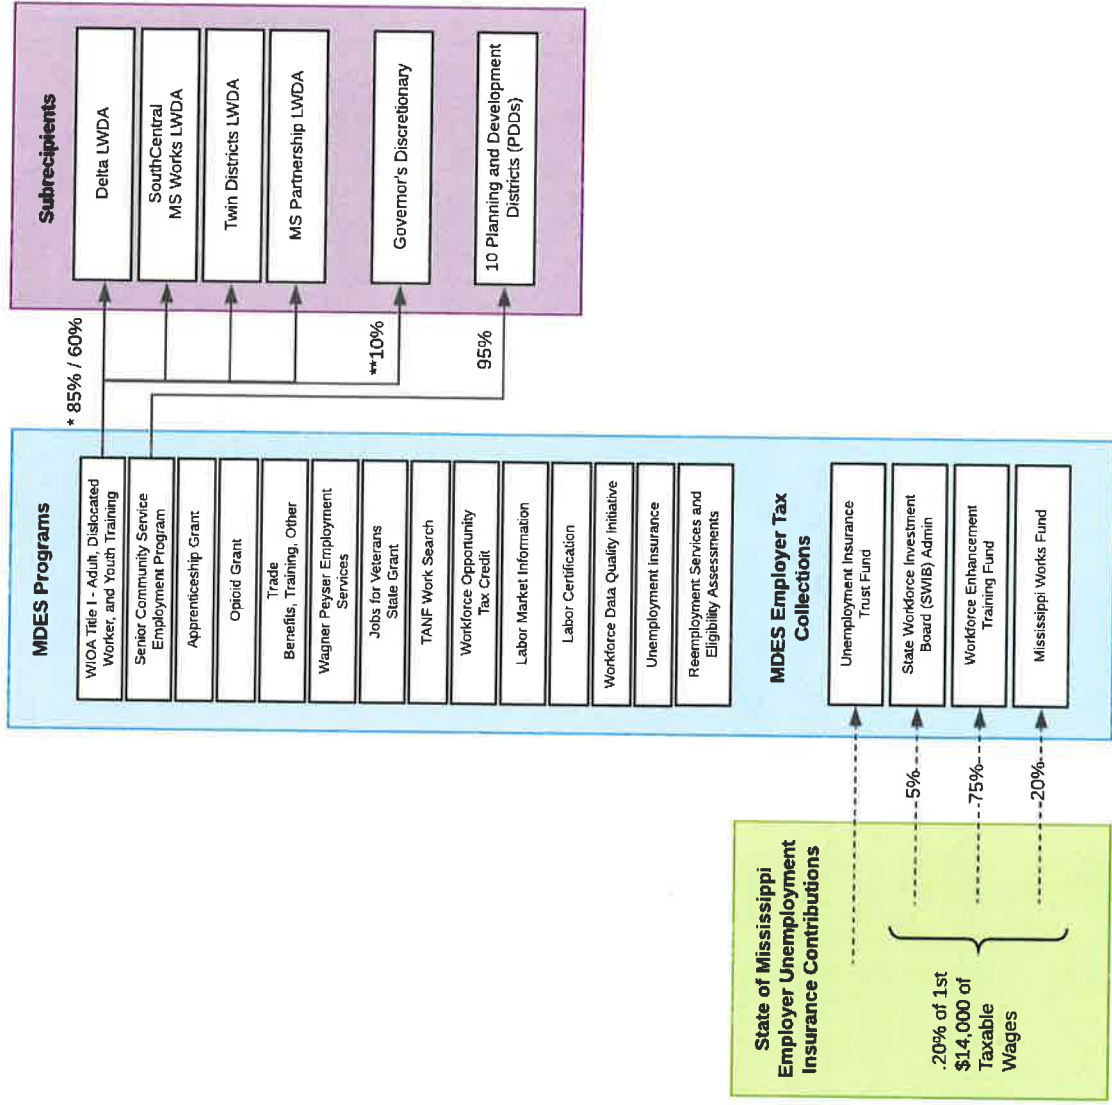 Subrecipients
Delta LWDA
SouthCentral
MS Works LWDA
Twin Districts LWDA
MS Partnership LWDA
Governor's Discretionary
10 Planning and Development
Districts (PDDs)
* 85% / 60%
**10%
95%
MDES Programs
WIOA Title I - Adult, Dislocated
Worker, and Youth Training
Senior Community Service
Employment Program
Apprenticeship Grant
Opioid Grant
Trade
Benefits, Training, Other
Wagner Peyser Employment
Services
Jobs for Veterans
State Grant
TANF Work Search
Workforce Opportunity
Tax Credit
Labor Market Information
Labor Certification
Workforce Data Quality Initiative
Unemployment Insurance
Reemployment Services and
Eligibility Assessments
MDES Employer Tax
Collections
Unemployment Insurance
Trust Fund
State Workforce Investment
Board (SWIB) Admin
Workforce Enhancement
Training Fund
Mississippi Works Fund
5%
75%
20%
State of Mississippi
Employer Unemployment
Insurance Contributions
.20% of 1st
$14,000 of
Taxable
Wages